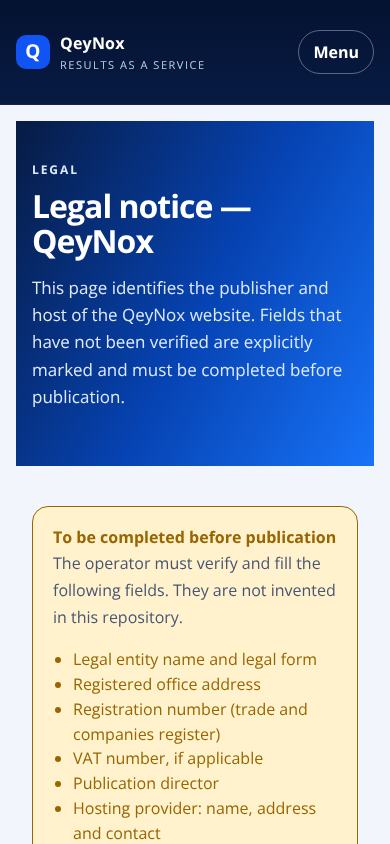 Q
QeyNox
RESULTS AS A SERVICE
Menu
LEGAL
Legal notice —
QeyNox
This page identifies the publisher and
host of the QeyNox website. Fields that
have not been verified are explicitly
marked and must be completed before
publication.
To be completed before publication
The operator must verify and fill the
following fields. They are not invented
in this repository.
• Legal entity name and legal form
• Registered office address
• Registration number (trade and
companies register)
• VAT number, if applicable
• Publication director
• Hosting provider: name, address
and contact